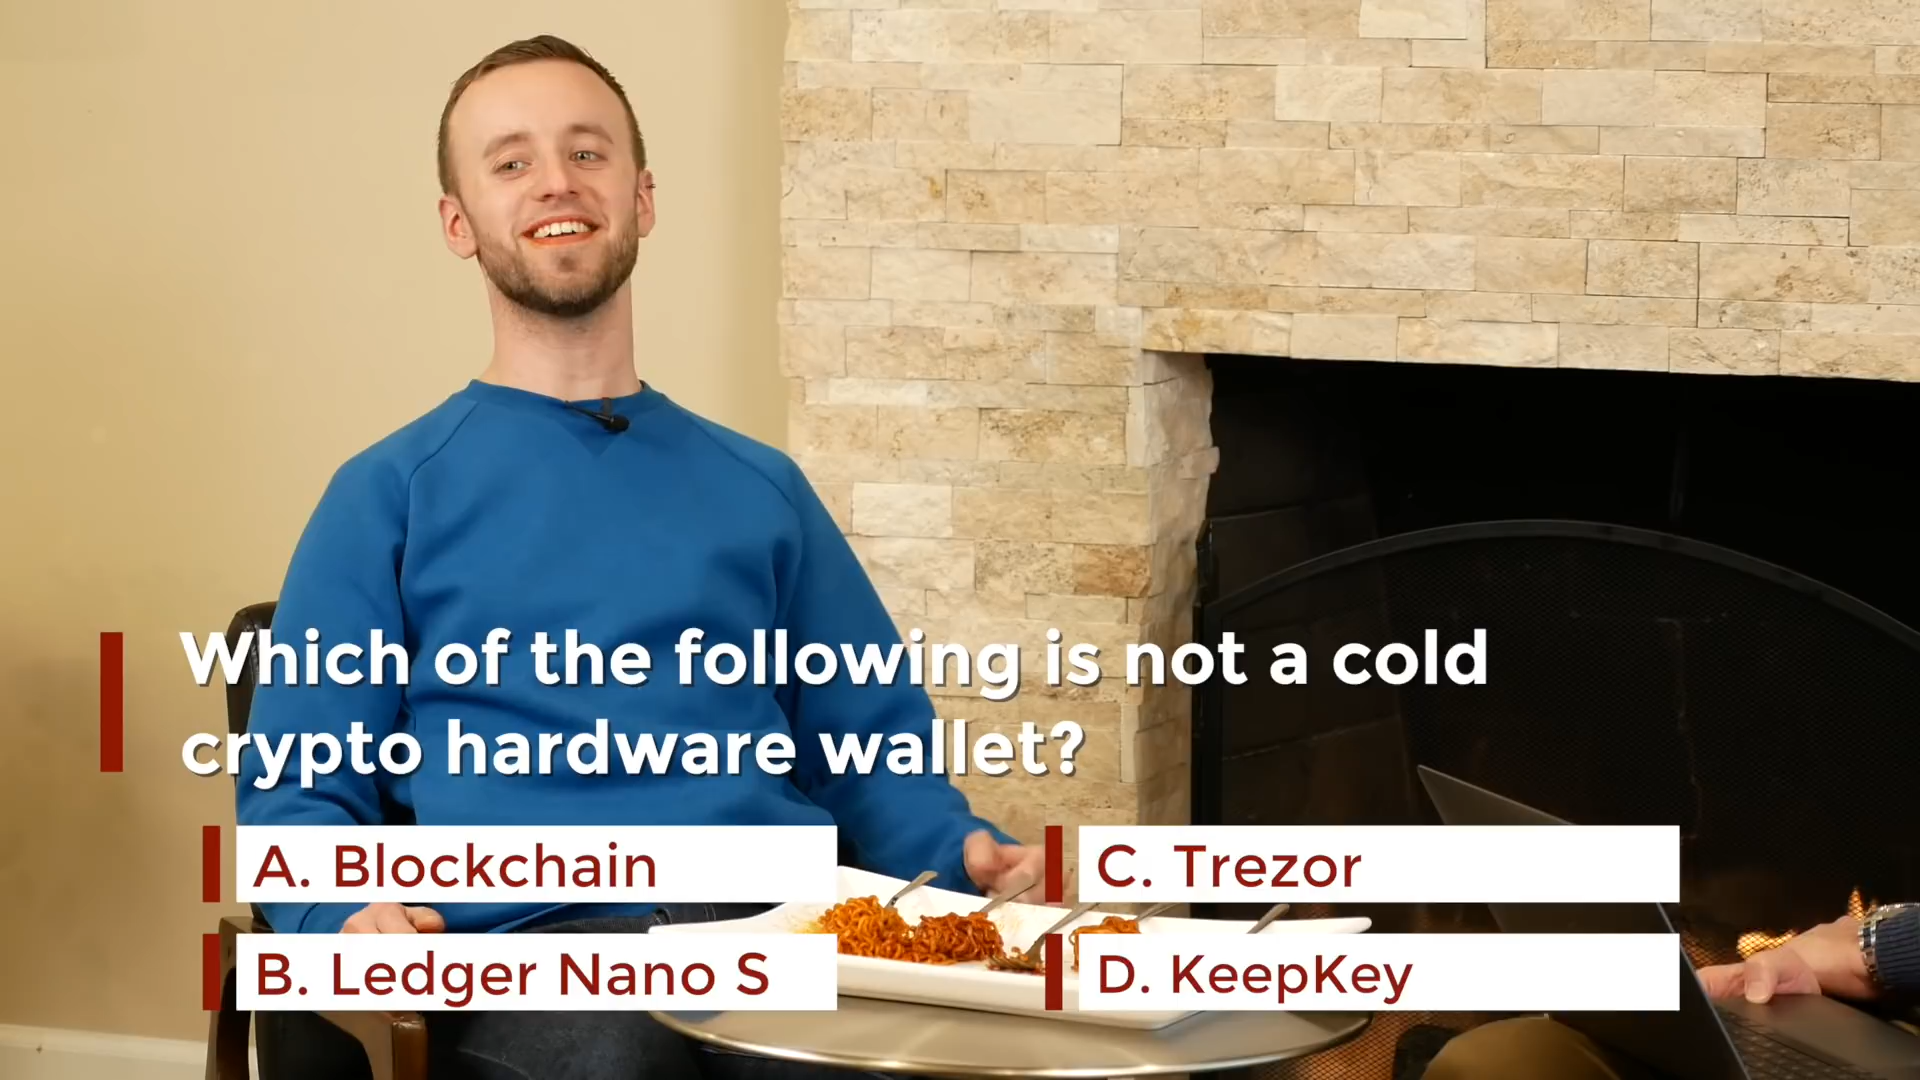 Which of the following is not a cold
crypto hardware wallet?
A. Blockchain
C. Trezor
B. Ledger Nano S
D. KeepKey